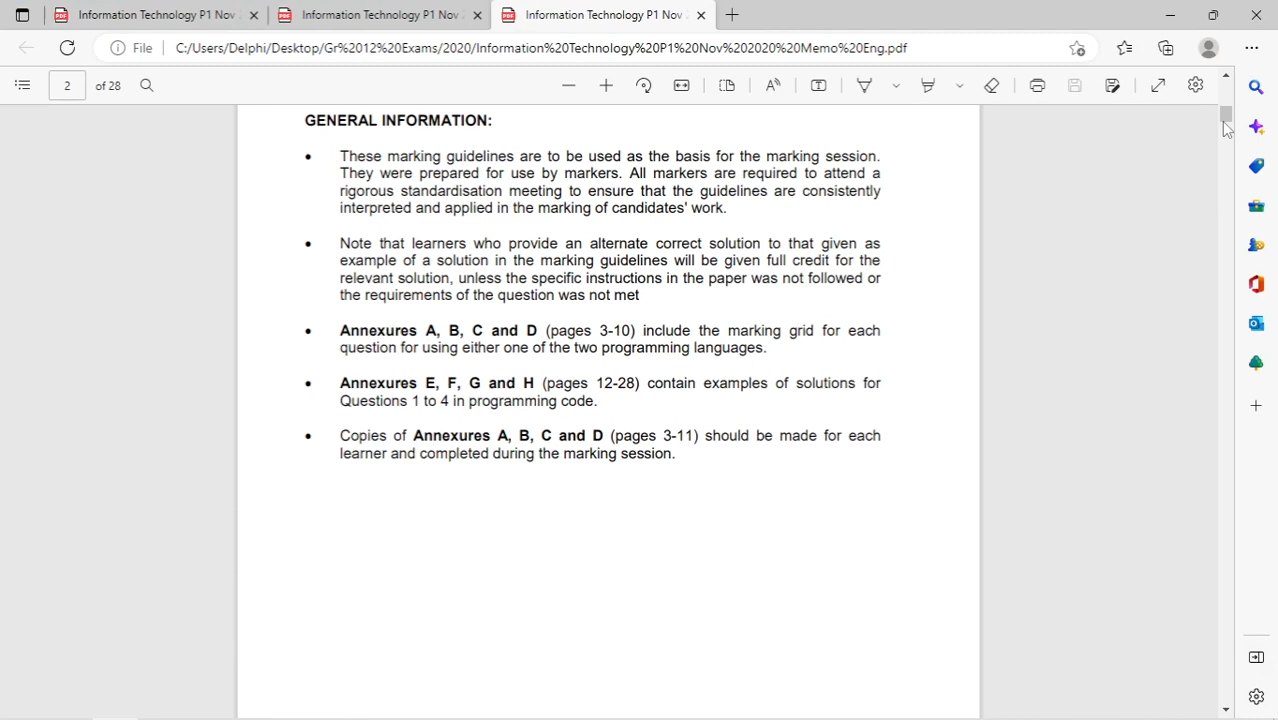 Information Technology P1 Nov
Information Technology P1 Nov
Information Technology P1 Nov
File
C:/Users/Delphi/Desktop/Gr%2012%20Exams/2020/Information%20Technology%20P1%20Nov%202020%20Memo%20Eng.pdf
2 of 28
GENERAL INFORMATION:
• These marking guidelines are to be used as the basis for the marking session.
They were prepared for use by markers. All markers are required to attend a
rigorous standardisation meeting to ensure that the guidelines are consistently
interpreted and applied in the marking of candidates' work.
• Note that learners who provide an alternate correct solution to that given as
example of a solution in the marking guidelines will be given full credit for the
relevant solution, unless the specific instructions in the paper was not followed or
the requirements of the question was not met
• Annexures A, B, C and D (pages 3-10) include the marking grid for each
question for using either one of the two programming languages.
• Annexures E, F, G and H (pages 12-28) contain examples of solutions for
Questions 1 to 4 in programming code.
• Copies of Annexures A, B, C and D (pages 3-11) should be made for each
learner and completed during the marking session.